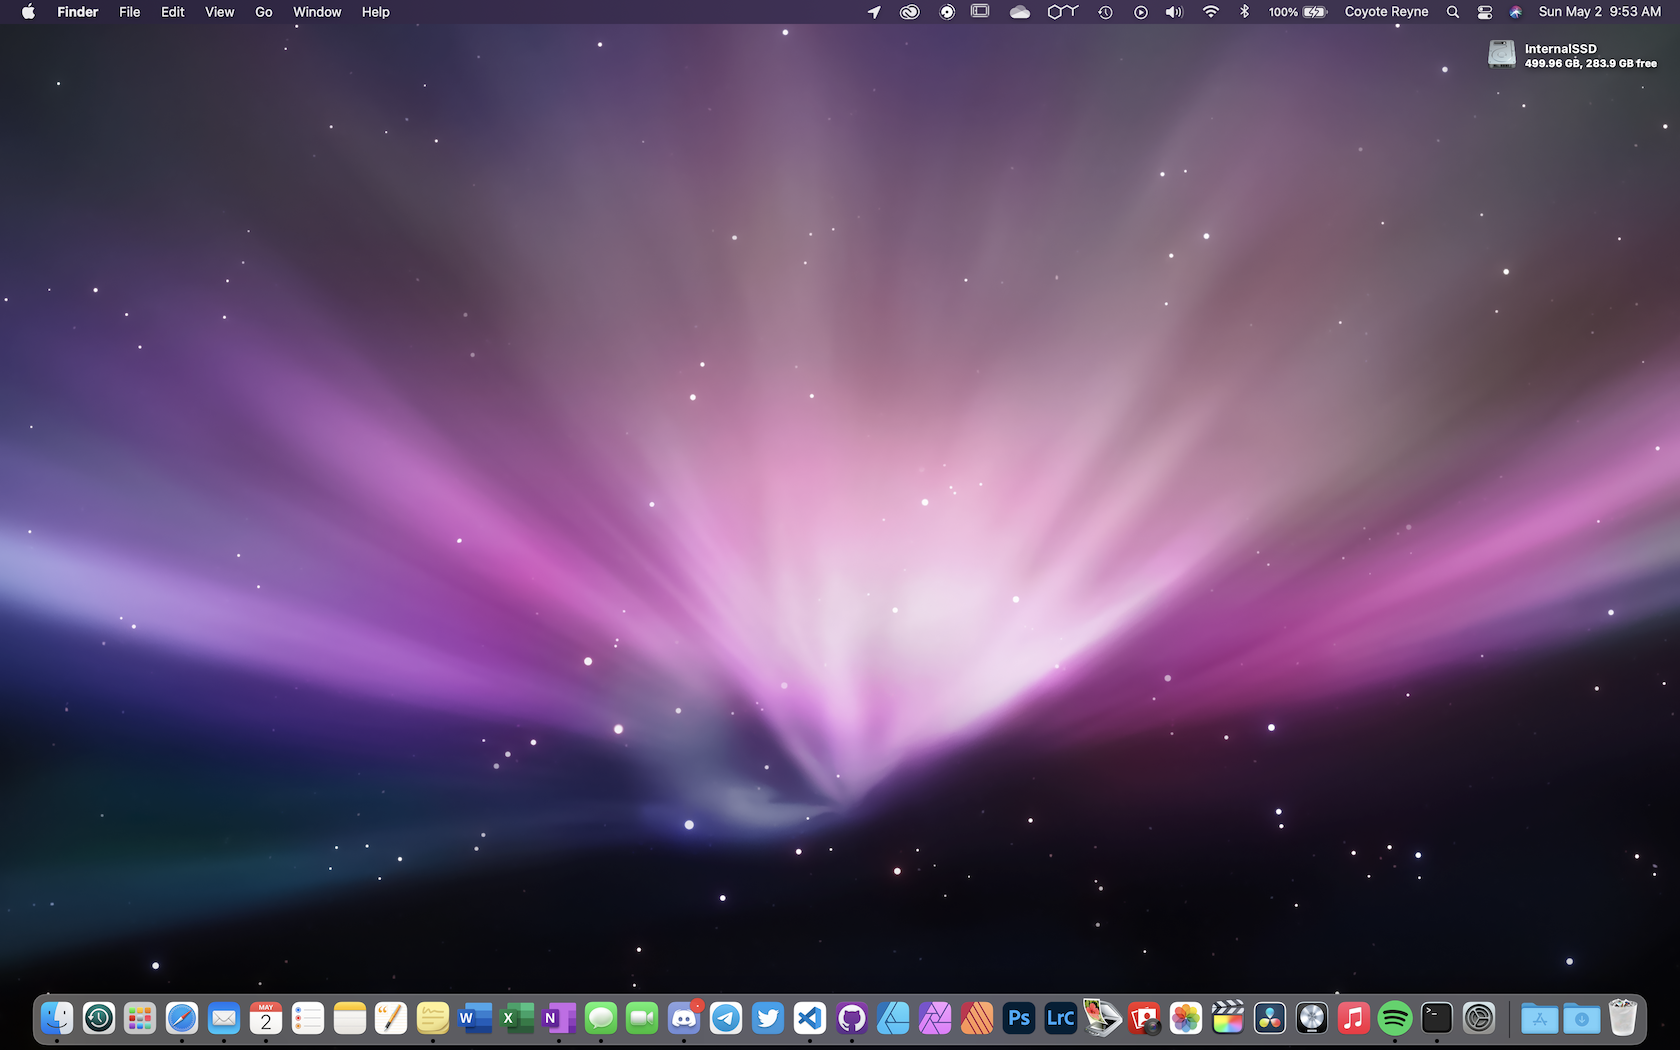 Finder File Edit View Go Window Help 100% Coyote Reyne Sun May 2 9:53 AM
InternalSSD
499.96 GB, 283.9 GB free
MAY
2
W
X
N
Ps
LrC
>_